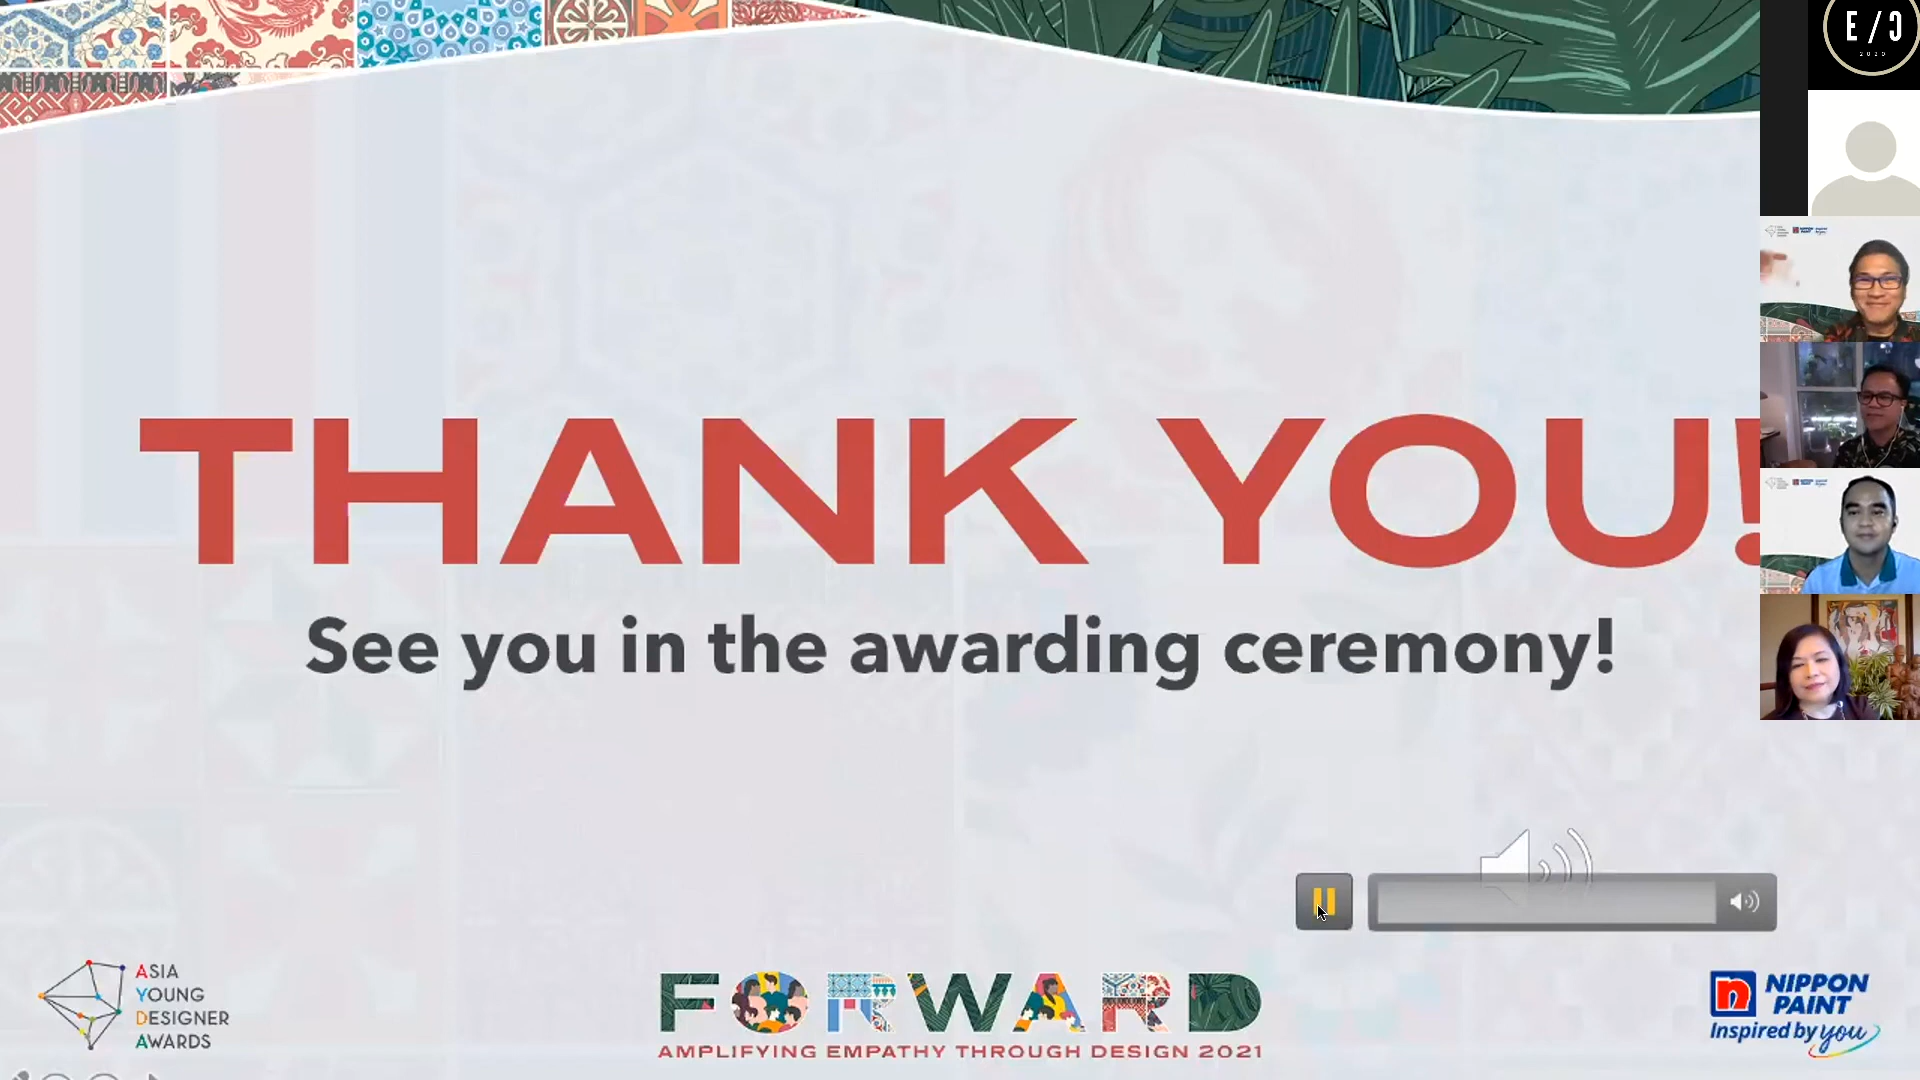 E/Ɔ
2020
THANK YOU!
See you in the awarding ceremony!
ASIA
YOUNG
DESIGNER
AWARDS
FORWARD
AMPLIFYING EMPATHY THROUGH DESIGN 2021
n NIPPON
PAINT
Inspired by you